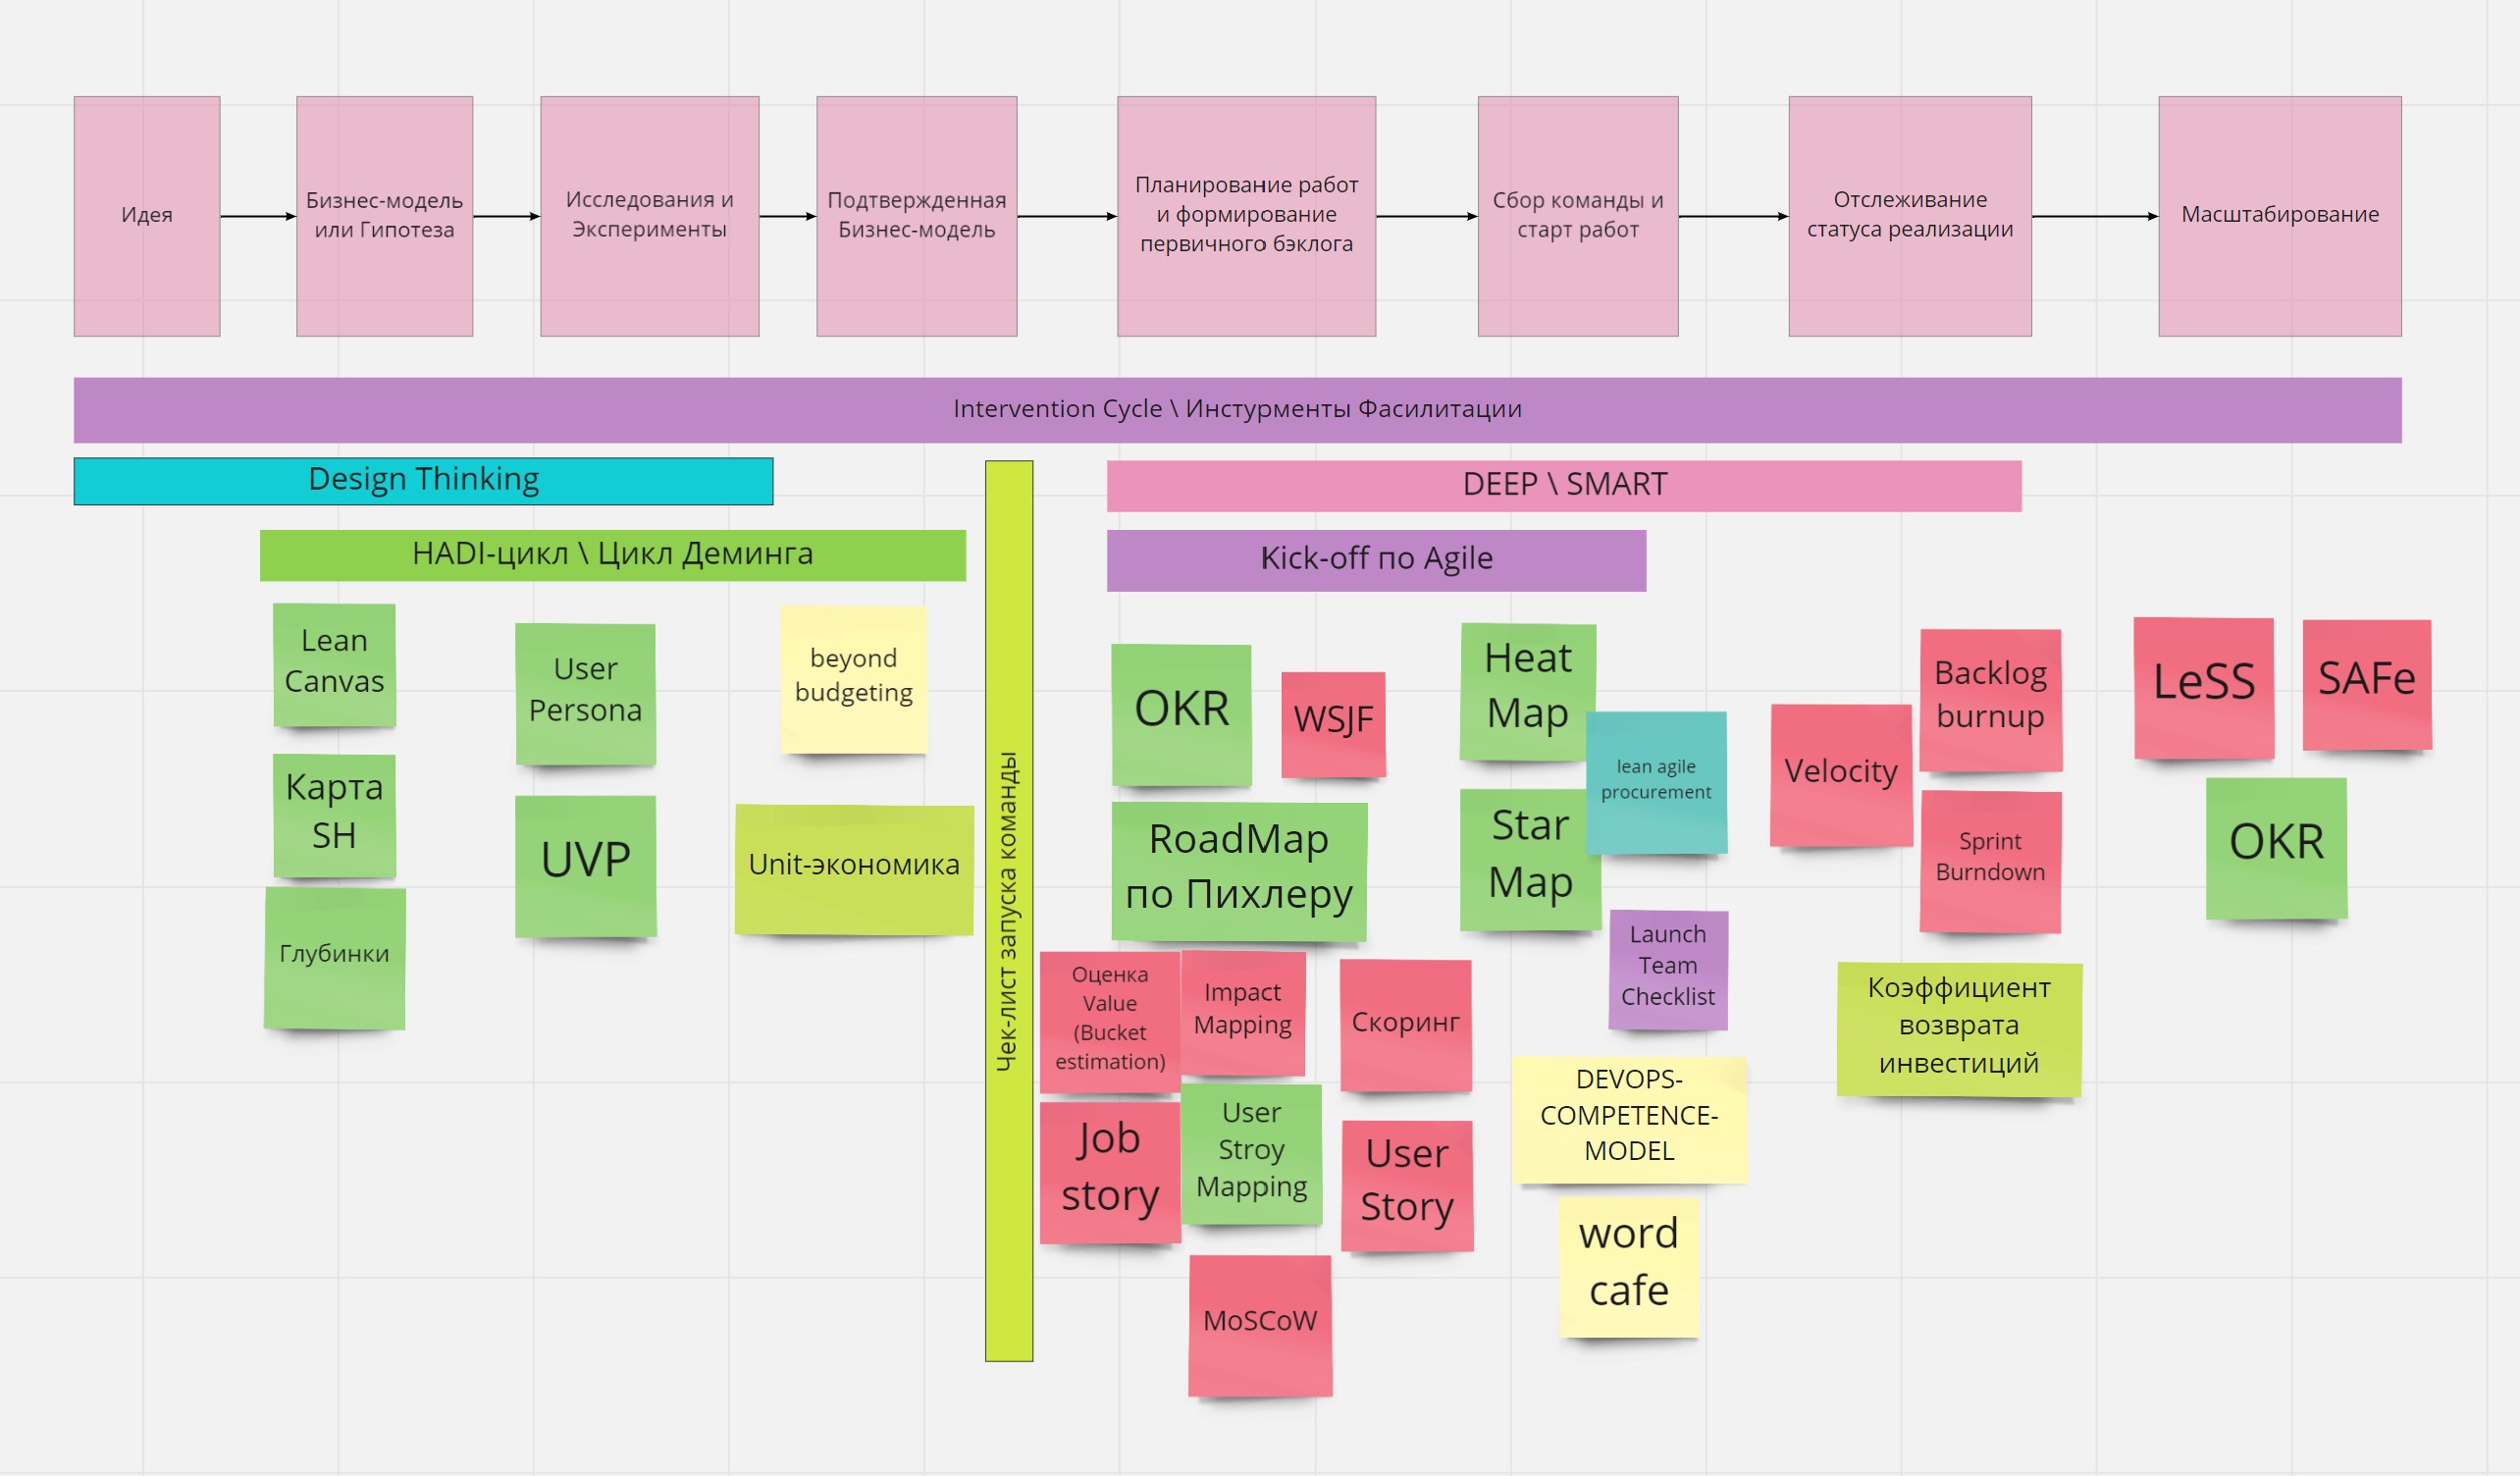 Идея
Бизнес-модель
или Гипотеза
Исследования и
Эксперименты
Подтвержденная
Бизнес-модель
Планирование работ
и формирование
первичного бэклога
Сбор команды и
старт работ
Отслеживание
статуса реализации
Масштабирование
Intervention Cycle \ Инстурменты Фасилитации
Design Thinking
DEEP \ SMART
HADI-цикл \ Цикл Деминга
Kick-off по Agile
Чек-лист запуска команды
Lean
Canvas
Карта
SH
Глубинки
User
Persona
UVP
beyond
budgeting
Unit-экономика
OKR
WSJF
RoadMap
по Пихлеру
Оценка
Value
(Bucket
estimation)
Impact
Mapping
Скоринг
Job
story
User
Stroy
Mapping
User
Story
MoSCoW
Heat
Map
Star
Map
lean agile
procurement
Launch
Team
Checklist
DEVOPS-
COMPETENCE-
MODEL
word
cafe
Velocity
Backlog
burnup
Sprint
Burndown
Коэффициент
возврата
инвестиций
LeSS
SAFe
OKR